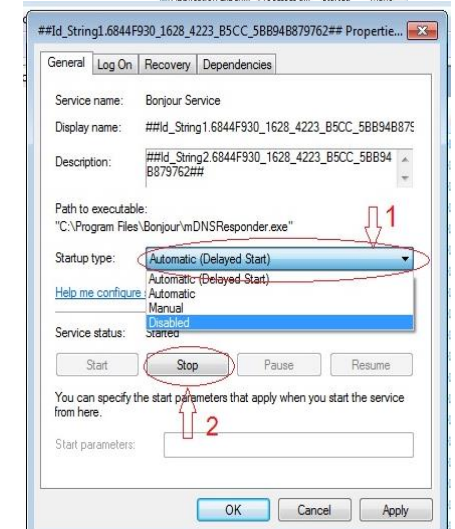 ##Id_String1.6844F930_1628_4223_B5CC_5BB94B879762## Propertie...
General Log On Recovery Dependencies
Service name: Bonjour Service
Display name: ##Id_String1.6844F930_1628_4223_B5CC_5BB94B879
Description: ##Id_String2.6844F930_1628_4223_B5CC_5BB94
B879762##
Path to executable:
"C:\Program Files\Bonjour\mDNSResponder.exe"
1
Startup type: Automatic (Delayed Start)
Automatic (Delayed Start)
Help me configure
Automatic
Manual
Disabled
Service status: Started
Start Stop Pause Resume
You can specify the start parameters that apply when you start the service
from here.
2
Start parameters:
OK Cancel Apply